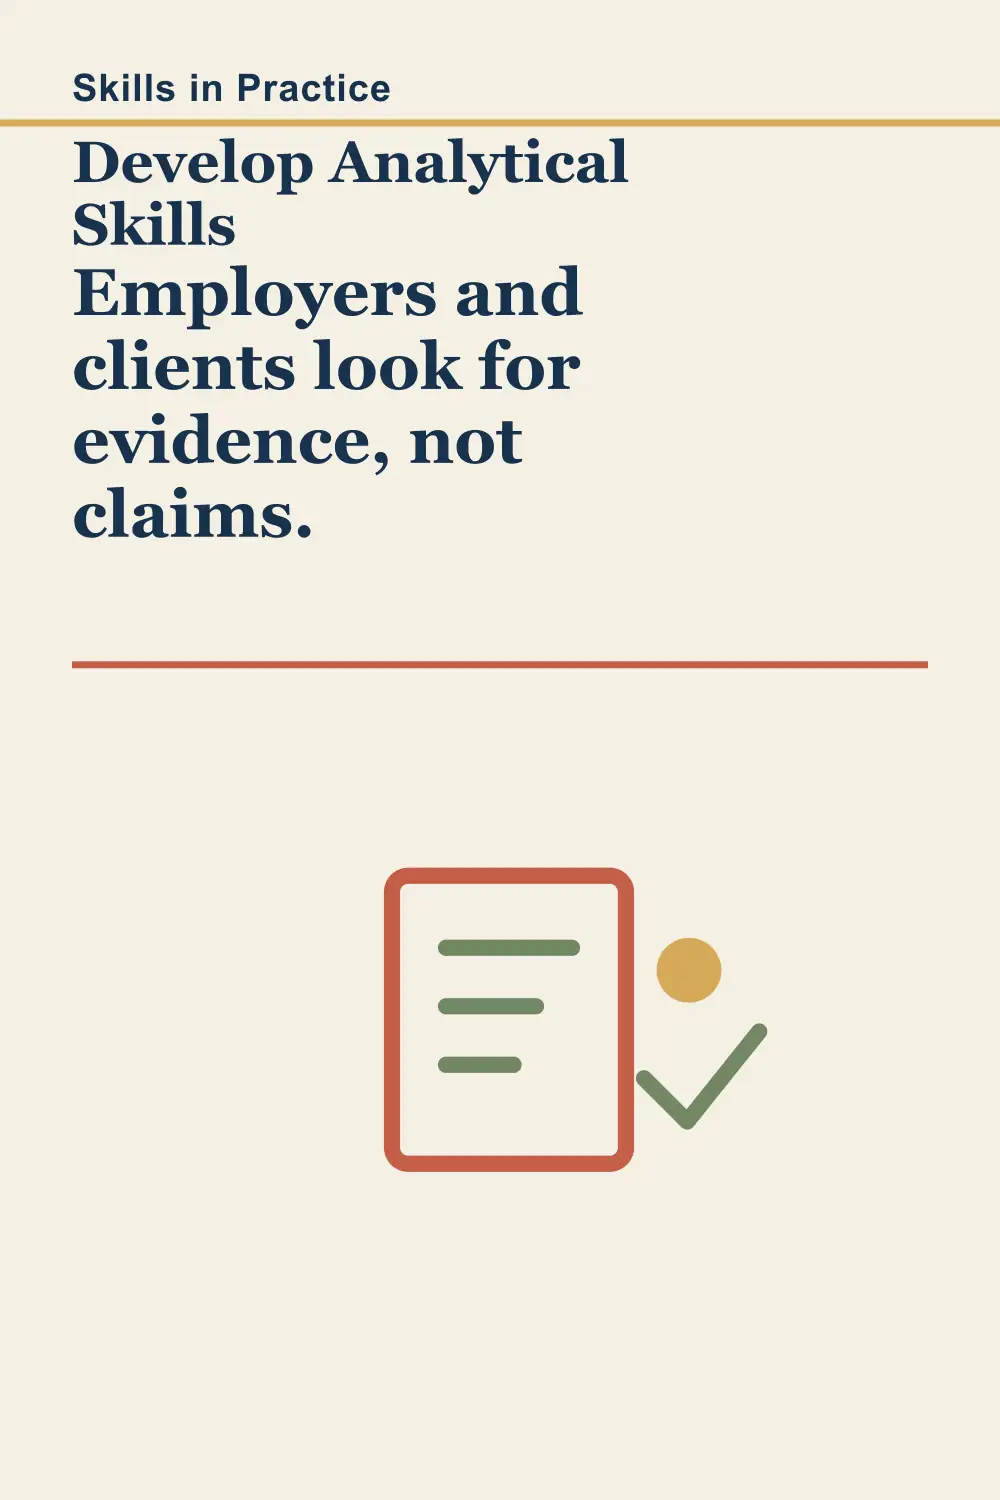 Skills in Practice
Develop Analytical
Skills
Employers and
clients look for
evidence, not
claims.